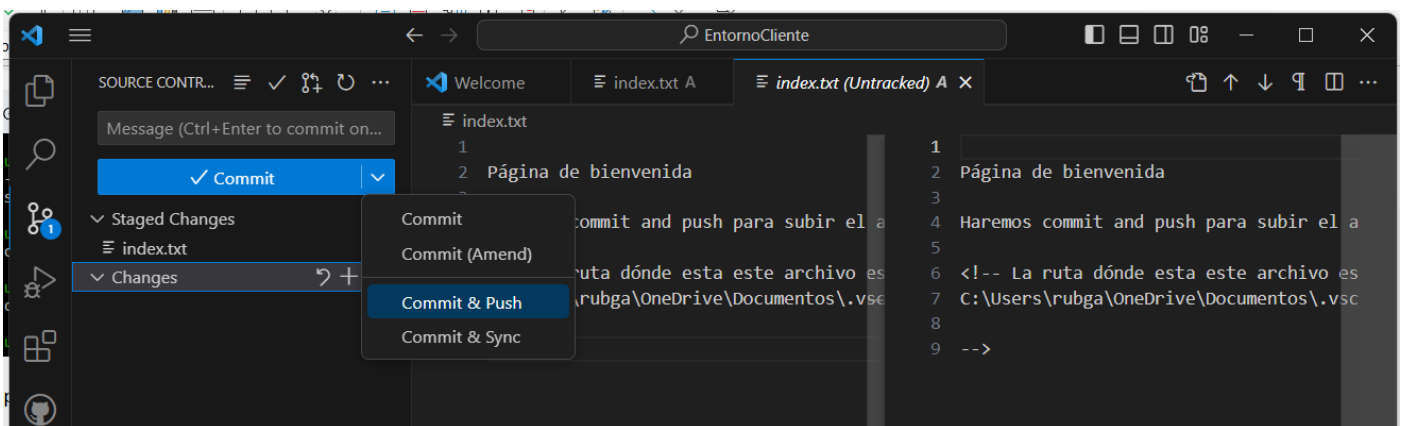 EntornoCliente
SOURCE CONTR...
Welcome
index.txt A
index.txt (Untracked) A
Message (Ctrl+Enter to commit on...
Commit
Staged Changes
index.txt
Changes
1
Commit
Commit (Amend)
Commit & Push
Commit & Sync
index.txt
1
2 Página de bienvenida
commit and push para subir el a
ruta dónde esta este archivo es
\rubga\OneDrive\Documentos\.vsc
1
2 Página de bienvenida
3
4 Haremos commit and push para subir el a
5
6 <!-- La ruta dónde esta este archivo es
7 C:\Users\rubga\OneDrive\Documentos\.vsc
8
9 -->